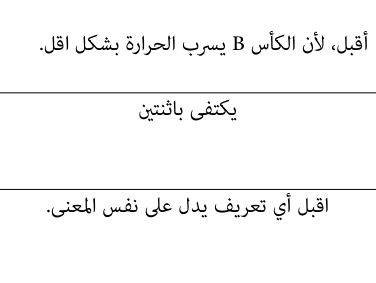 أقبل، لأن الكأس B يسرب الحرارة بشكل اقل.
يكتفى باثنتين
اقبل أي تعريف يدل على نفس المعنى.